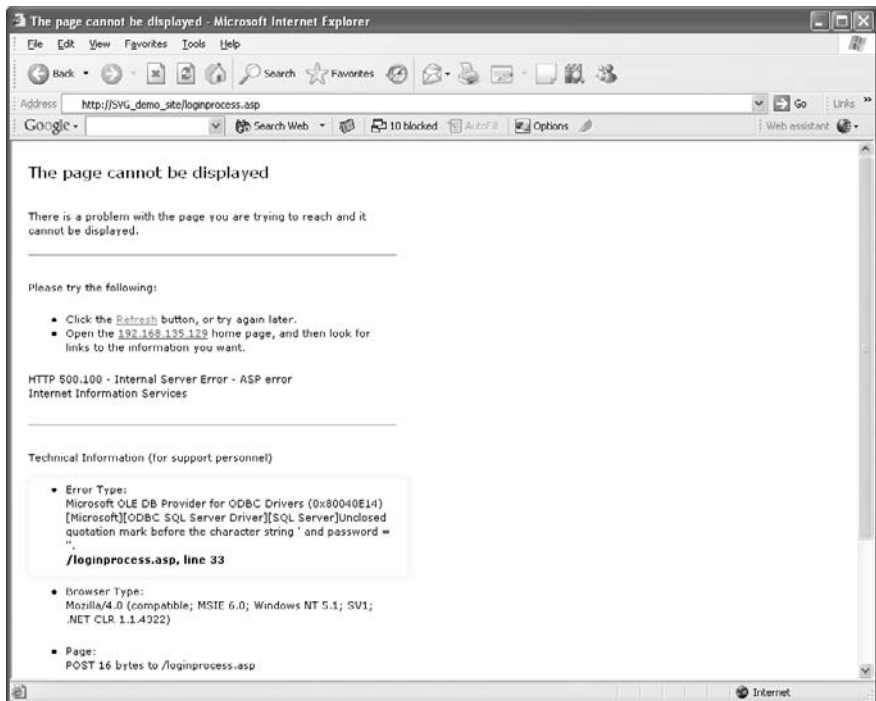 The page cannot be displayed - Microsoft Internet Explorer
File Edit View Favorites Tools Help
Back Search Favorites
Address http://SVG_demo_site/loginprocess.asp Go Links »
Google Search Web 10 blocked AutoFill Options Web assistant
The page cannot be displayed
There is a problem with the page you are trying to reach and it
cannot be displayed.
Please try the following:
• Click the Refresh button, or try again later.
• Open the 192.168.135.129 home page, and then look for
links to the information you want.
HTTP 500.100 - Internal Server Error - ASP error
Internet Information Services
Technical Information (for support personnel)
• Error Type:
Microsoft OLE DB Provider for ODBC Drivers (0x80040E14)
[Microsoft][ODBC SQL Server Driver][SQL Server]Unclosed
quotation mark before the character string ' and password =
''.
/loginprocess.asp, line 33
• Browser Type:
Mozilla/4.0 (compatible; MSIE 6.0; Windows NT 5.1; SV1;
.NET CLR 1.1.4322)
• Page:
POST 16 bytes to /loginprocess.asp
Internet